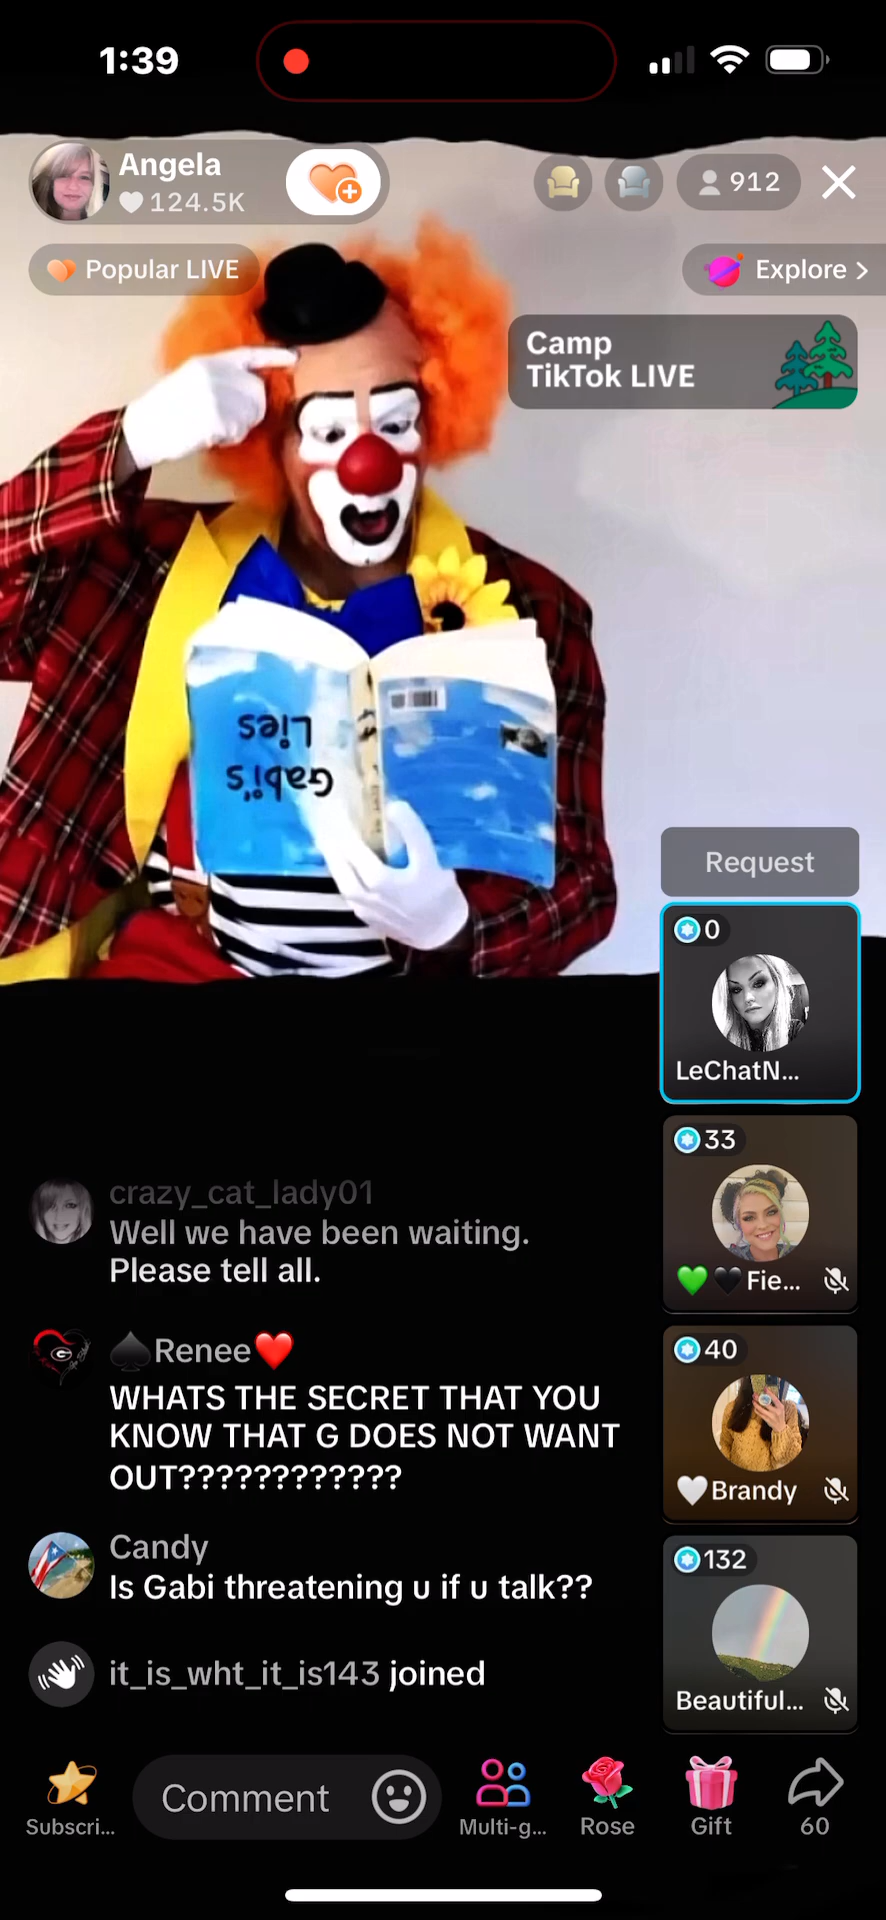 1:39
Angela
124.5K
912
Popular LIVE
Explore >
Camp
TikTok LIVE
Gabi's
Lies
Request
0
LeChatN...
33
Fie...
40
Brandy
132
Beautiful...
crazy_cat_lady01
Well we have been waiting.
Please tell all.
♠️Renee❤️
WHATS THE SECRET THAT YOU
KNOW THAT G DOES NOT WANT
OUT????????????
Candy
Is Gabi threatening u if u talk??
it_is_wht_it_is143 joined
Subscri...
Comment
Multi-g...
Rose
Gift
60